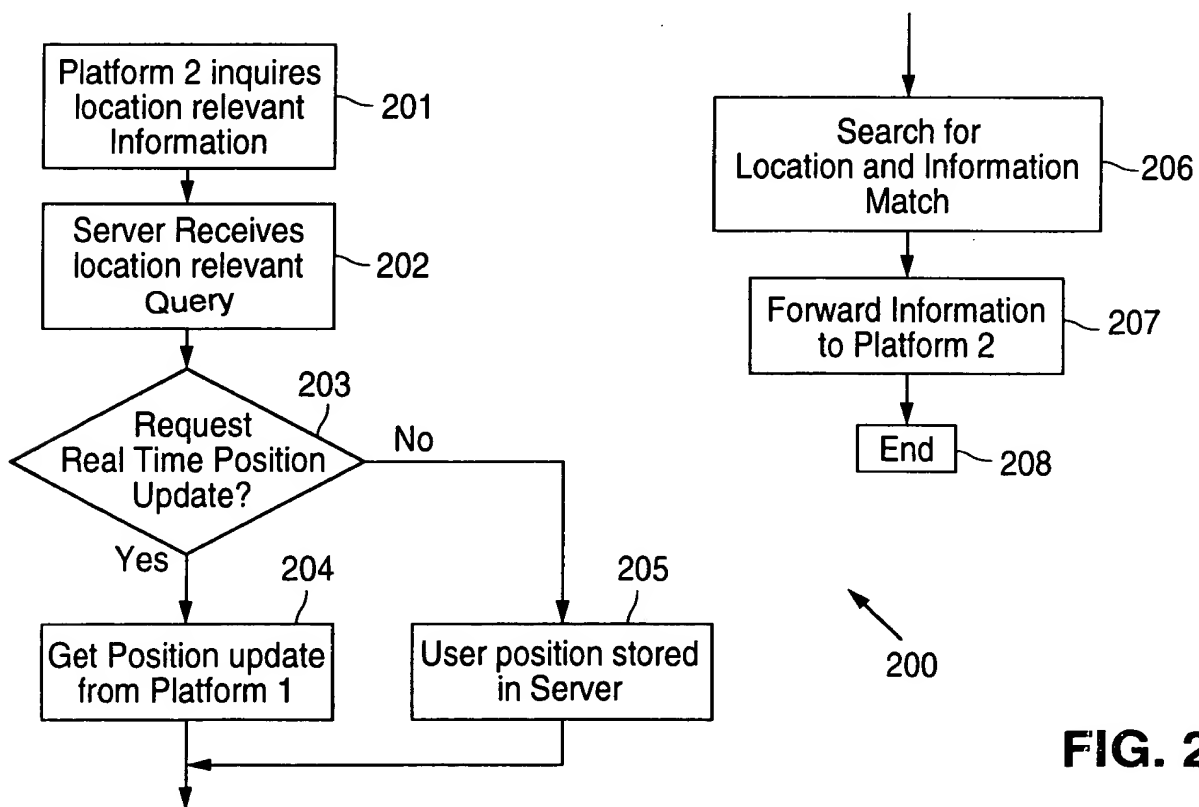 Platform 2 inquires
location relevant
Information
201
Server Receives
location relevant
Query
202
203
Request
Real Time Position
Update?
No
Yes
204
Get Position update
from Platform 1
205
User position stored
in Server
Search for
Location and Information
Match
206
Forward Information
to Platform 2
207
End
208
200
FIG. 2